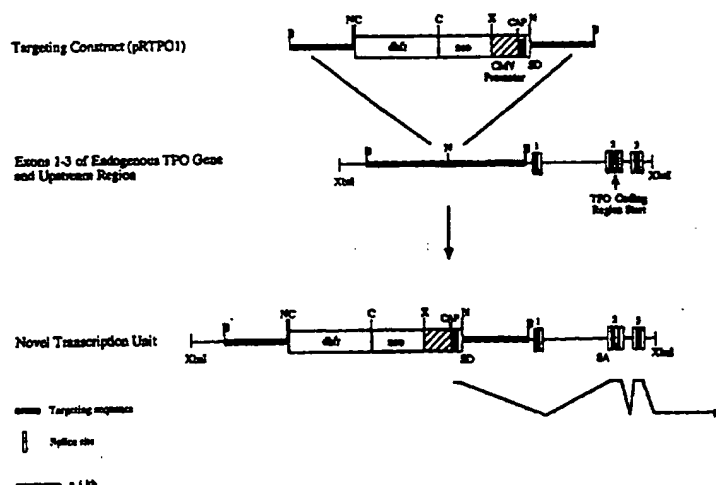 NC C X CAP N
Targeting Construct (pRTPO1)
dhfr neo
CMV
Promoter
SD
N
Exons 1-3 of Endogenous TPO Gene
and Upstream Region
1 2 3
XbaI XbaI
TPO Coding
Region Start
NC C X CAP N
Novel Transcription Unit
dhfr neo
1 2 3
XbaI SD SA XbaI
Targeting sequence
Splice site